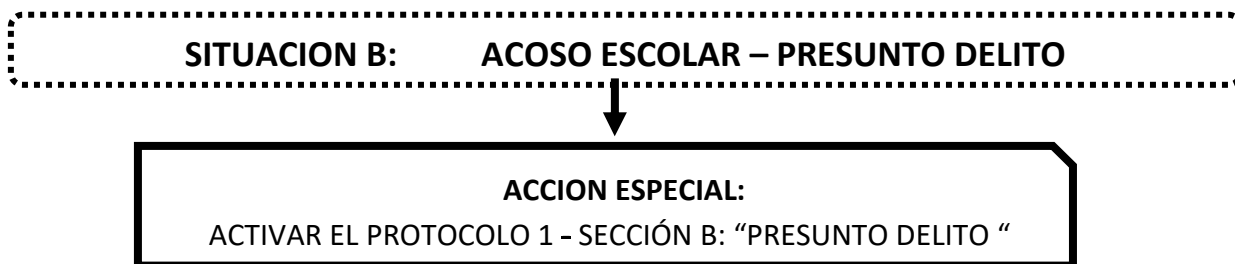 SITUACION B: ACOSO ESCOLAR – PRESUNTO DELITO
ACCION ESPECIAL:
ACTIVAR EL PROTOCOLO 1 - SECCIÓN B: “PRESUNTO DELITO “